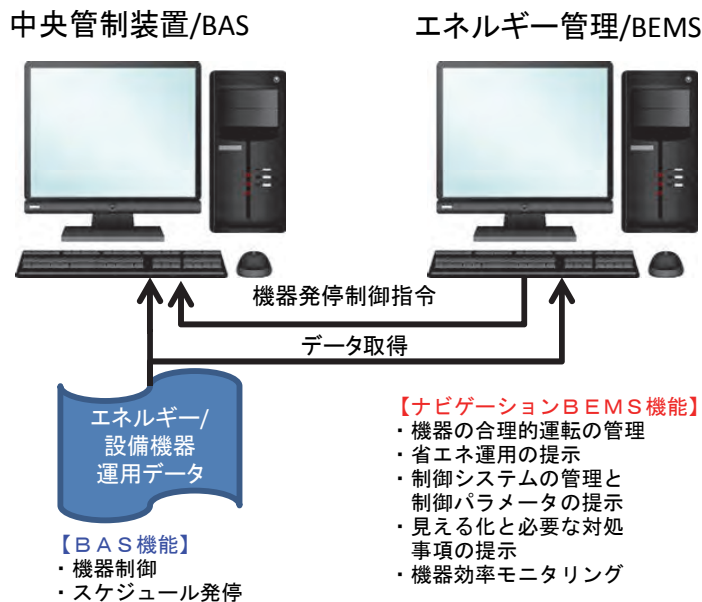 中央管制装置/BAS
エネルギー管理/BEMS
機器発停制御指令
データ取得
エネルギー/
設備機器
運用データ
【ＢＡＳ機能】
・機器制御
・スケジュール発停
【ナビゲーションＢＥＭＳ機能】
・機器の合理的運転の管理
・省エネ運用の提示
・制御システムの管理と
制御パラメータの提示
・見える化と必要な対処
事項の提示
・機器効率モニタリング